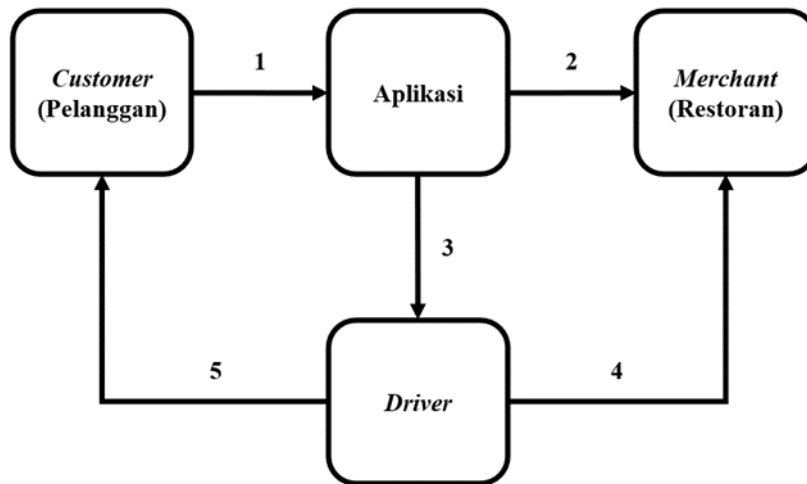 Customer
(Pelanggan)
1
Aplikasi
2
Merchant
(Restoran)
3
5
Driver
4